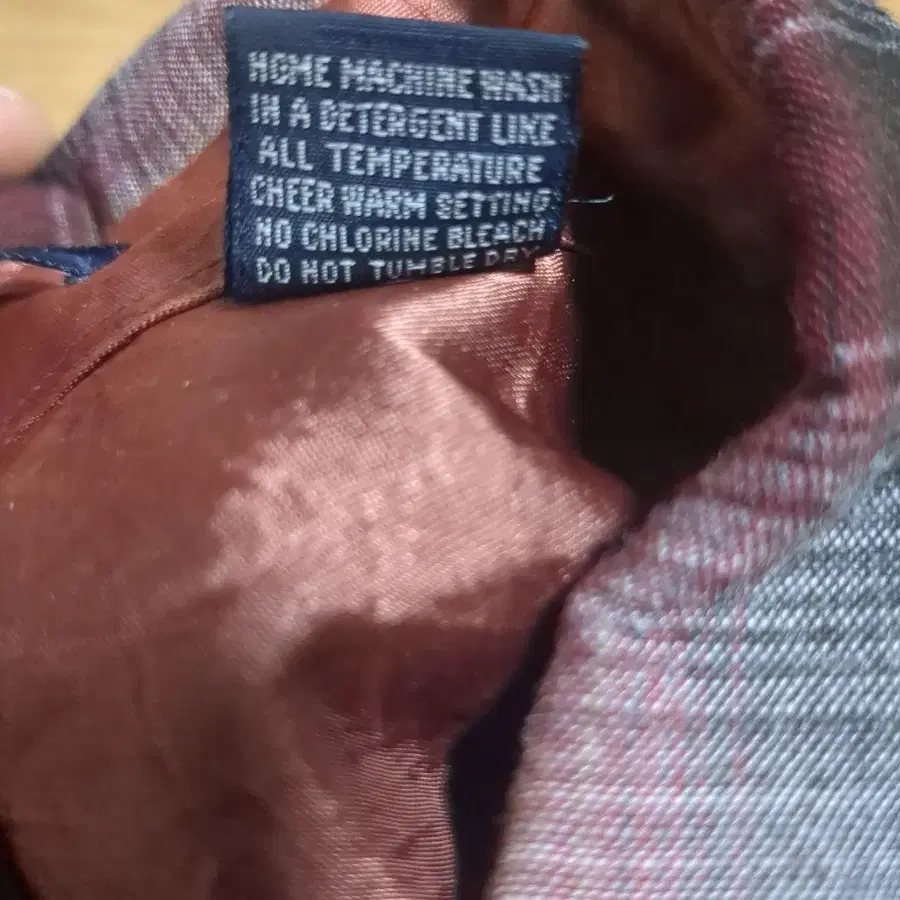 HOME MACHINE WASH
IN A DETERGENT LIKE
ALL TEMPERATURE
CHEER WARM SETTING
NO CHLORINE BLEACH
DO NOT TUMBLE DRY